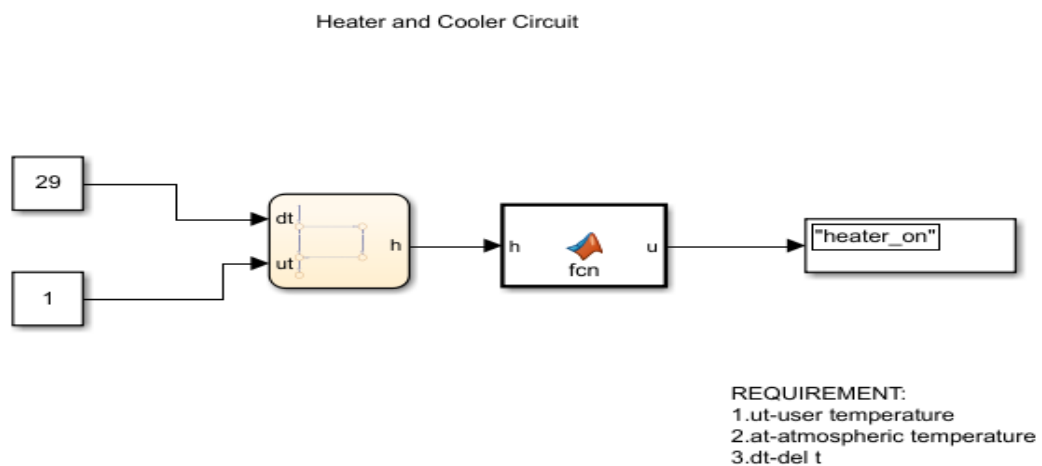 Heater and Cooler Circuit
29
dt
ut
h
h
fcn
u
"heater_on"
1
REQUIREMENT:
1.ut-user temperature
2.at-atmospheric temperature
3.dt-del t